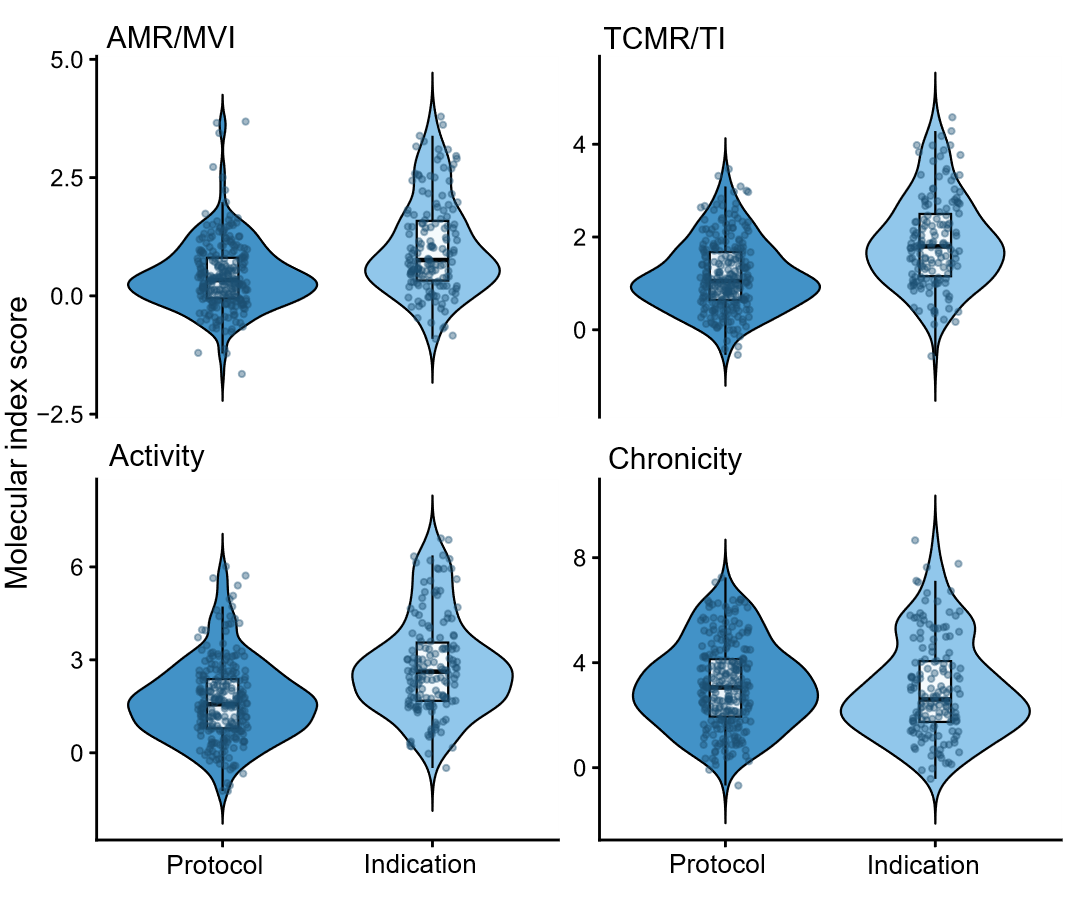 AMR/MVI
TCMR/TI
5.0
2.5
0.0
−2.5
4
2
0
Molecular index score
Activity
Chronicity
6
3
0
8
4
0
Protocol
Indication
Protocol
Indication